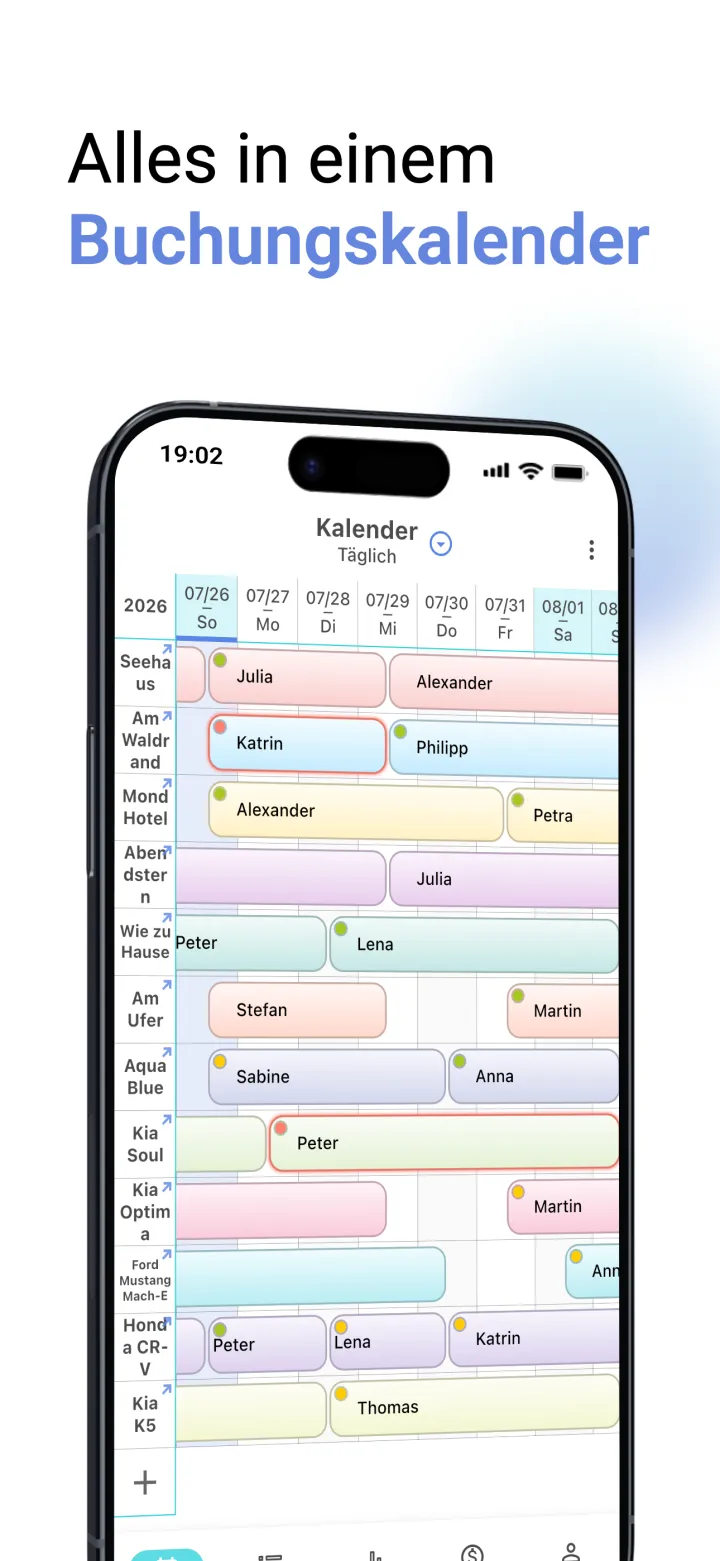 Alles in einem
Buchungskalender
19:02
Kalender
Täglich
2026
07/26
So
07/27
Mo
07/28
Di
07/29
Mi
07/30
Do
07/31
Fr
08/01
Sa
08
S
Seeha
us
Julia
Alexander
Am
Waldr
and
Katrin
Philipp
Mond
Hotel
Alexander
Petra
Aben
dster
n
Julia
Wie zu
Hause
Peter
Lena
Am
Ufer
Stefan
Martin
Aqua
Blue
Sabine
Anna
Kia
Soul
Peter
Kia
Optim
a
Martin
Ford
Mustang
Mach-E
Ann
Hond
a CR-
V
Peter
Lena
Katrin
Kia
K5
Thomas
+